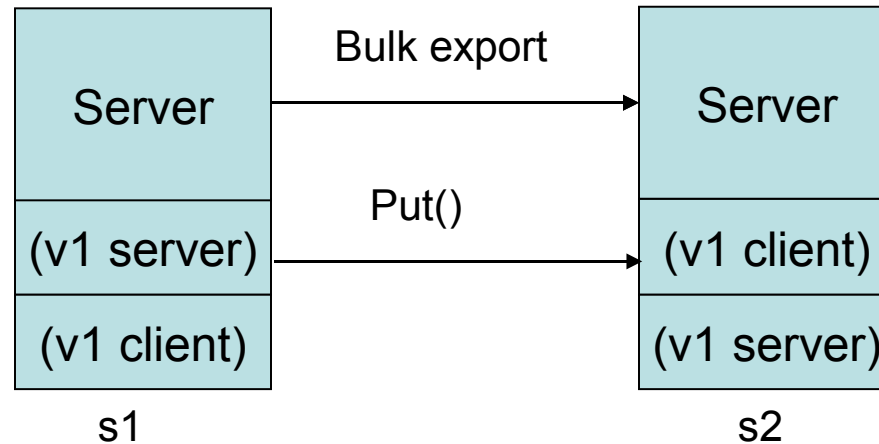 Bulk export
Server
Server
Put()
(v1 server)
(v1 client)
(v1 client)
(v1 server)
s1
s2